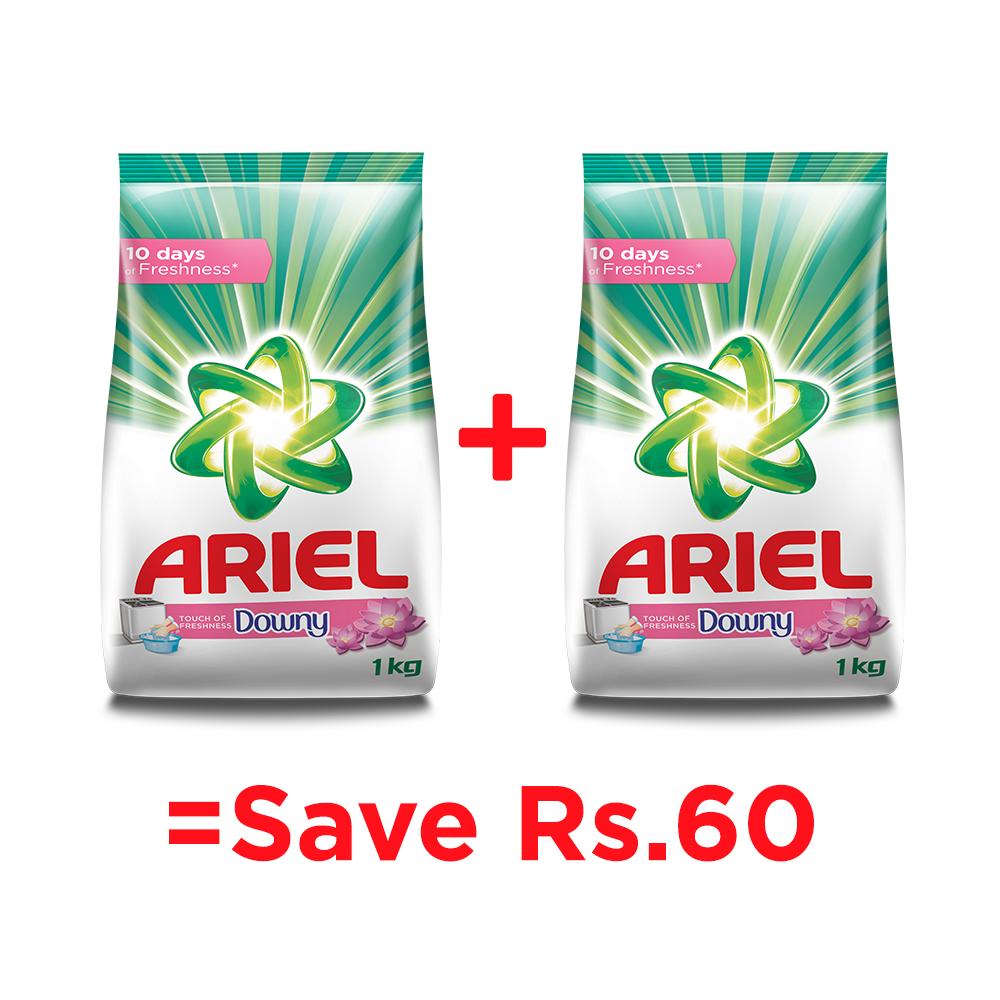 10 days
of Freshness*
ARIEL
TOUCH OF
FRESHNESS Downy
1kg
+
10 days
of Freshness*
ARIEL
TOUCH OF
FRESHNESS Downy
1kg
=Save Rs.60